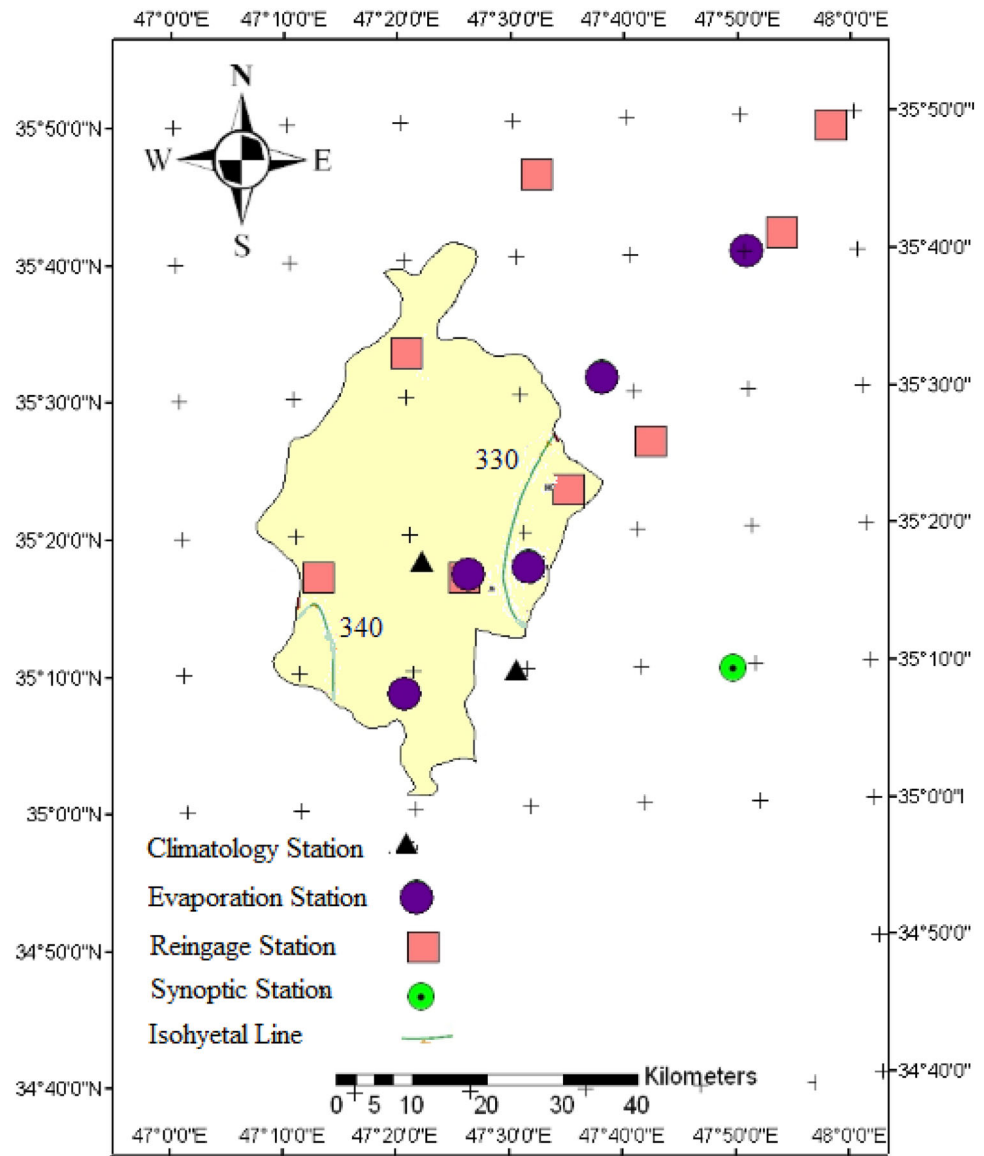 47°0'0"E 47°10'0"E 47°20'0"E 47°30'0"E 47°40'0"E 47°50'0"E 48°0'0"E
N
W E
S
35°50'0"N 35°50'0"
35°40'0"N 35°40'0"
35°30'0"N 35°30'0"
330
35°20'0"N 35°20'0"
340
35°10'0"N 35°10'0"
35°0'0"N 35°0'0"I
Climatology Station
Evaporation Station
34°50'0"N 34°50'0"
Reingage Station
Synoptic Station
Isohyetal Line
34°40'0"N 34°40'0"
Kilometers
0 5 10 20 30 40
47°0'0"E 47°10'0"E 47°20'0"E 47°30'0"E 47°40'0"E 47°50'0"E 48°0'0"E